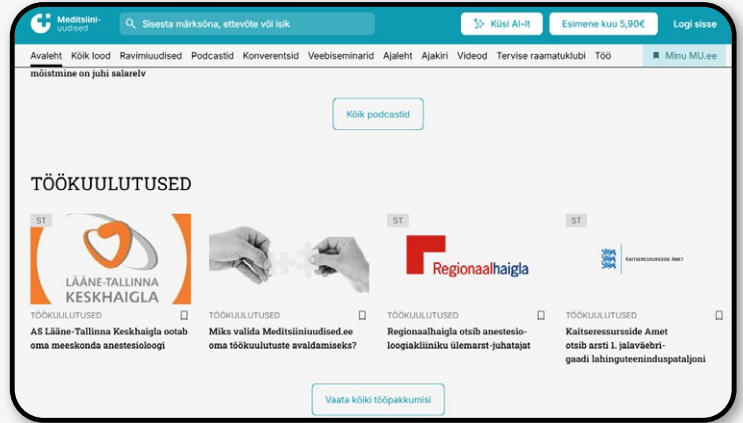 Meditsiini-
uudised
Sisesta märksõna, ettevõte või isik
Küsi AI-lt
Esimene kuu 5,90€
Logi sisse
Avaleht Kõik lood Ravimiuudised Podcastid Konverentsid Veebiseminarid Ajaleht Ajakiri Videod Tervise raamatuklubi Töö
Minu MU.ee
mõistmine on juhi salarelv
Kõik podcastid
TÖÖKUULUTUSED
ST
LÄÄNE-TALLINNA
KESKHAIGLA
TÖÖKUULUTUSED
AS Lääne-Tallinna Keskhaigla ootab
oma meeskonda anestesioloogi
TÖÖKUULUTUSED
Miks valida Meditsiiniuudised.ee
oma töökuulutuste avaldamiseks?
ST
Regionaalhaigla
TÖÖKUULUTUSED
Regionaalhaigla otsib anestesio-
loogiakliiniku ülemarst-juhatajat
ST
KAITSERESSURSSIDE AMET
TÖÖKUULUTUSED
Kaitseressursside Amet
otsib arsti 1. jalaväebri-
gaadi lahinguteeninduspataljoni
Vaata kõiki tööpakkumisi